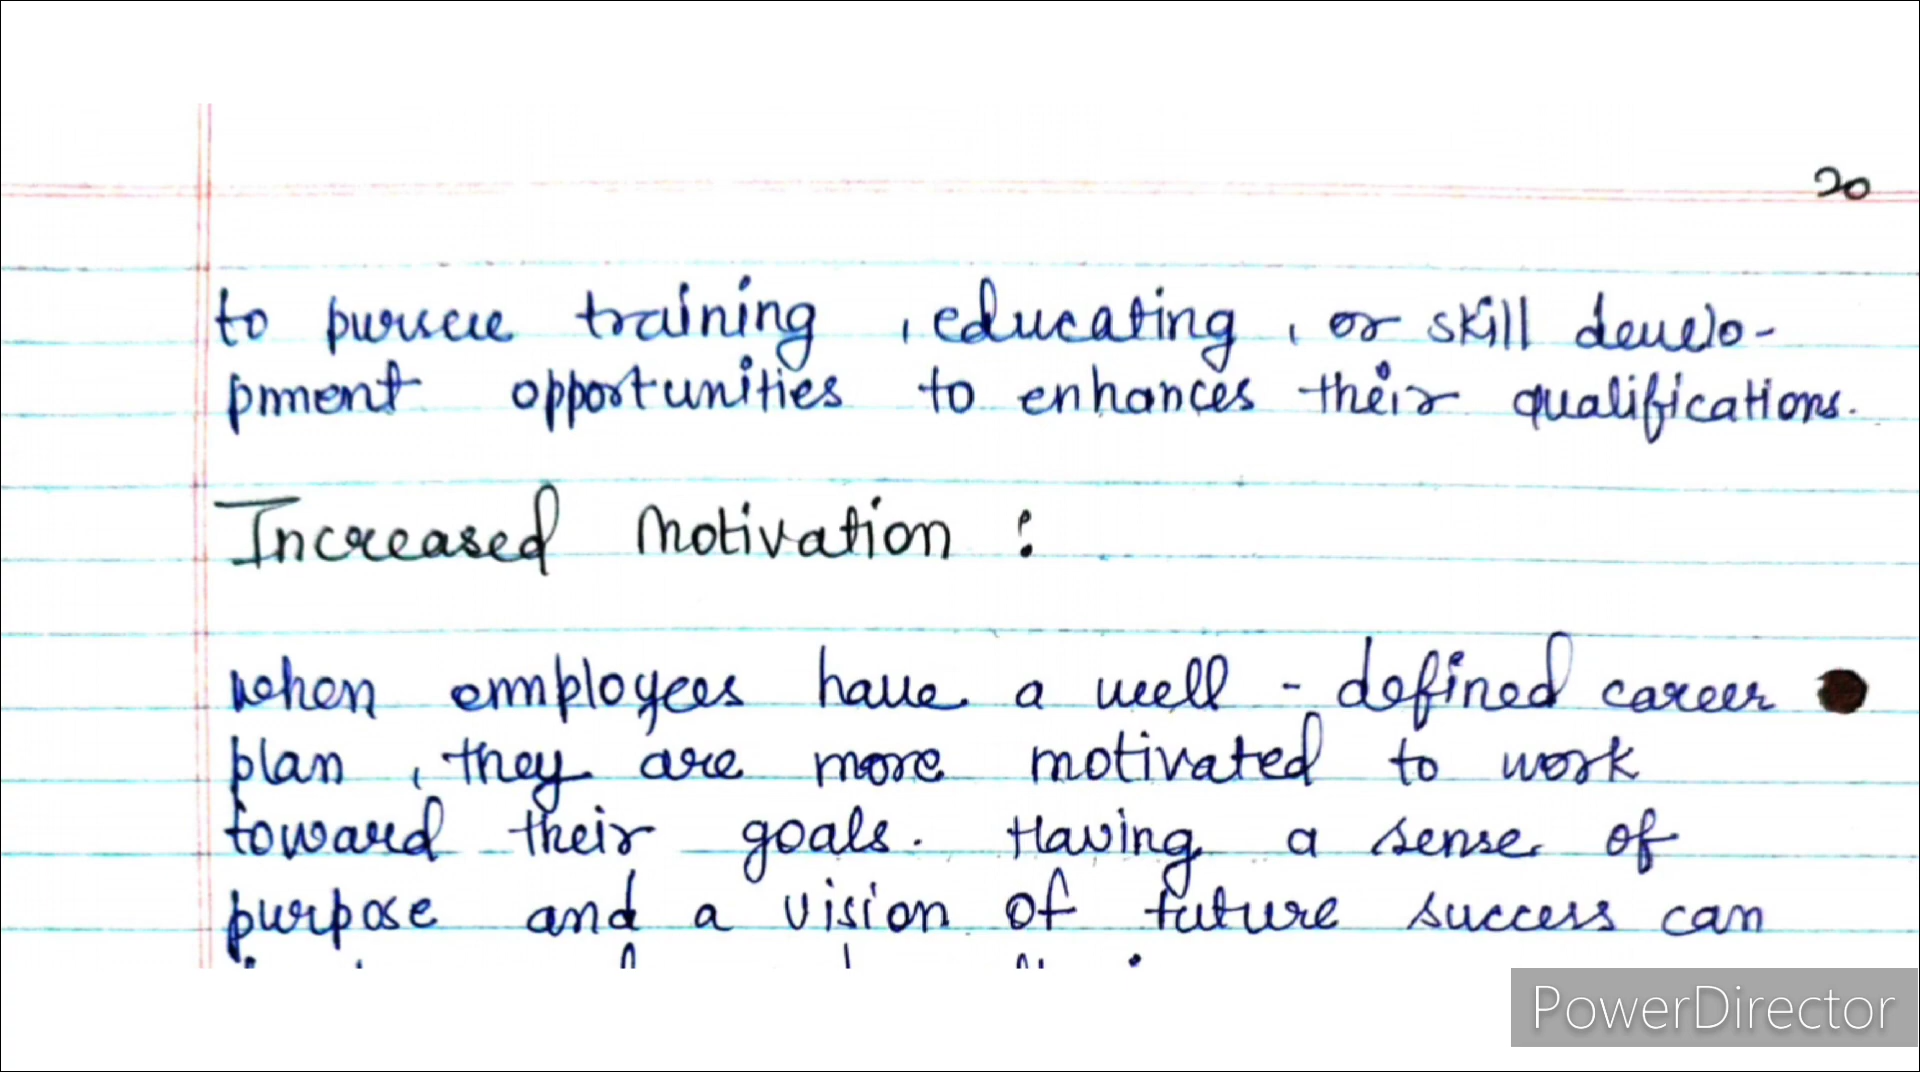 20
to pursue training , educating , or skill develo-
pment opportunities to enhances their qualifications.
Increased Motivation :
when employees have a well - defined career
plan , they are more motivated to work
toward their goals. Having a sense of
purpose and a vision of future success can
PowerDirector